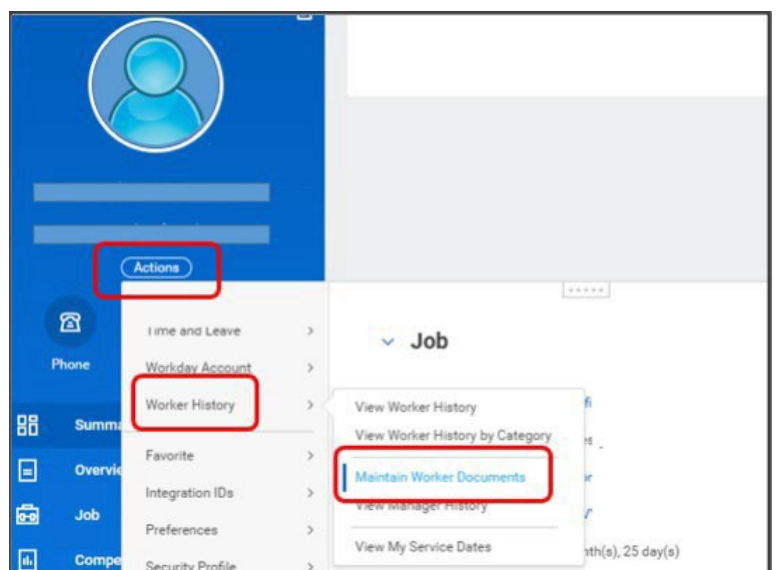 Actions
Time and Leave
Phone
Job
Workday Account
Worker History
View Worker History
View Worker History by Category
Summa
Favorite
Maintain Worker Documents
Overvie
Integration IDs
View Manager History
Job
Preferences
View My Service Dates
nth(s), 25 day(s)
Compe
Security Profile